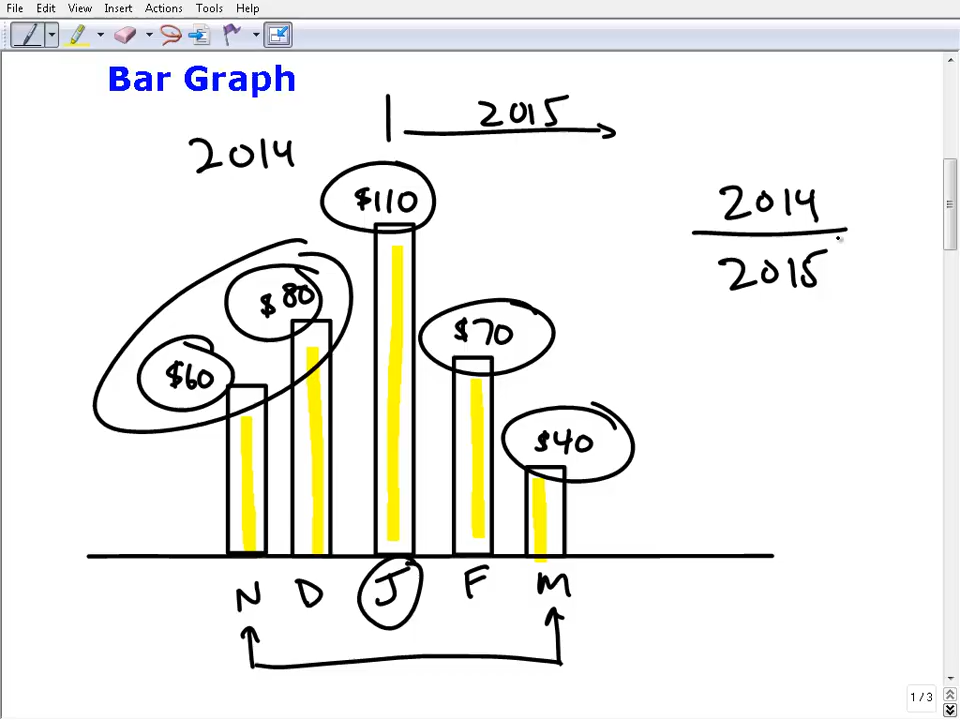 File Edit View Insert Actions Tools Help
Bar Graph
2015
2014
$110
2014
2015
$80
$70
$60
$40
N D J F M
1 / 3